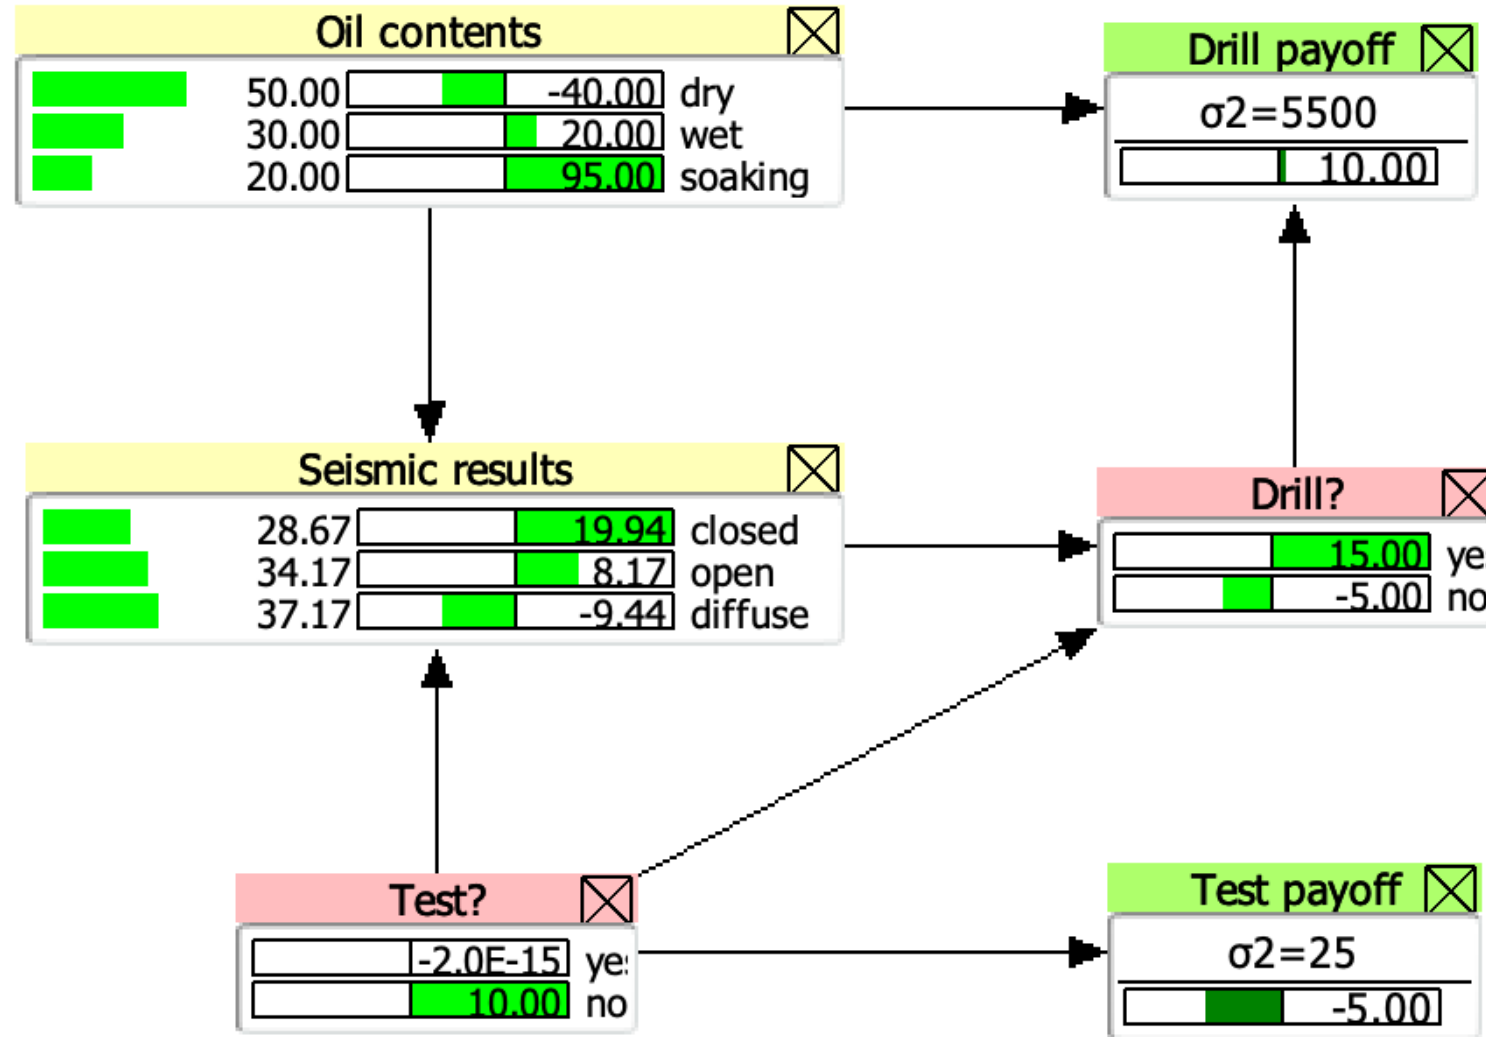 Oil contents
50.00 -40.00 dry
30.00 20.00 wet
20.00 95.00 soaking
Drill payoff
σ2=5500
10.00
Seismic results
28.67 19.94 closed
34.17 8.17 open
37.17 -9.44 diffuse
Drill?
15.00 yes
-5.00 no
Test?
-2.0E-15 yes
10.00 no
Test payoff
σ2=25
-5.00